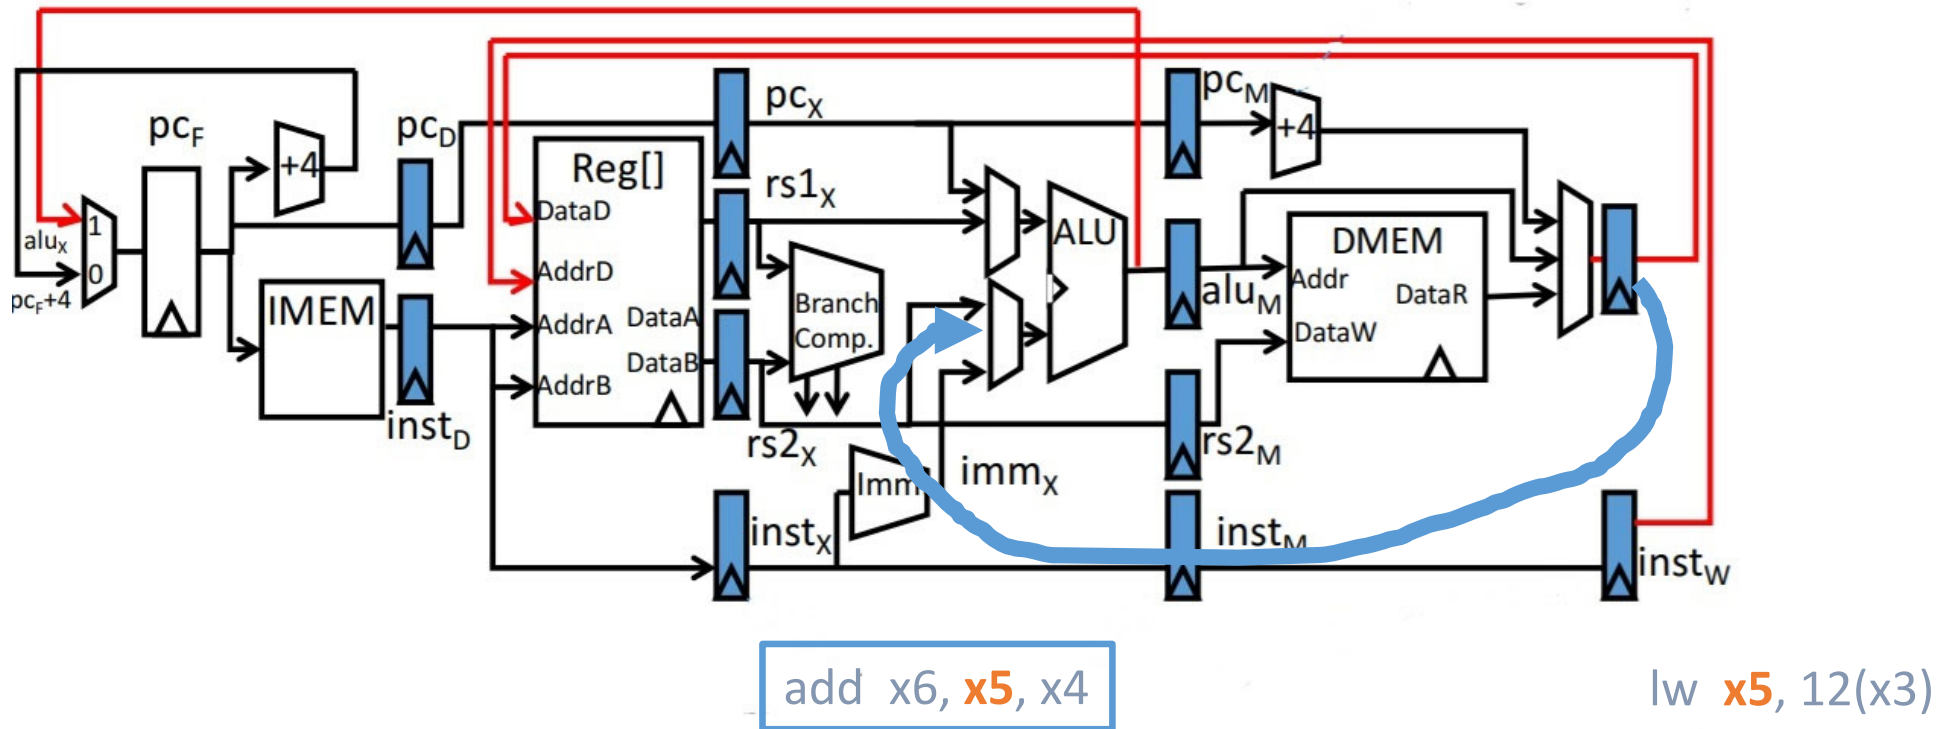 pcF
pcD
pcX
pcM
+4
+4
Reg[]
rs1X
DataD
ALU
DMEM
1
aluX
0
pcF+4
AddrD
Addr
DataR
aluM
IMEM
AddrA
DataA
Branch
Comp.
DataW
DataB
AddrB
instD
rs2X
rs2M
Imm
immX
instX
instM
instW
add x6, x5, x4
lw x5, 12(x3)